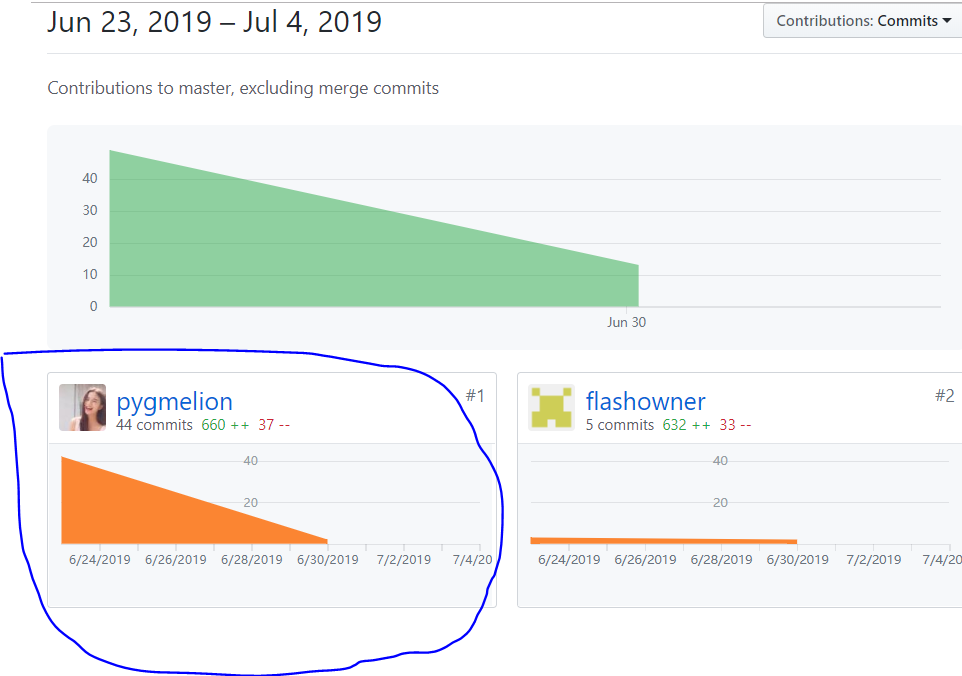 Jun 23, 2019 – Jul 4, 2019
Contributions: Commits
Contributions to master, excluding merge commits
40
30
20
10
0
Jun 30
pygmelion
#1
44 commits 660 ++ 37 --
40
20
6/24/2019 6/26/2019 6/28/2019 6/30/2019 7/2/2019 7/4/20
flashowner
#2
5 commits 632 ++ 33 --
40
20
6/24/2019 6/26/2019 6/28/2019 6/30/2019 7/2/2019 7/4/20